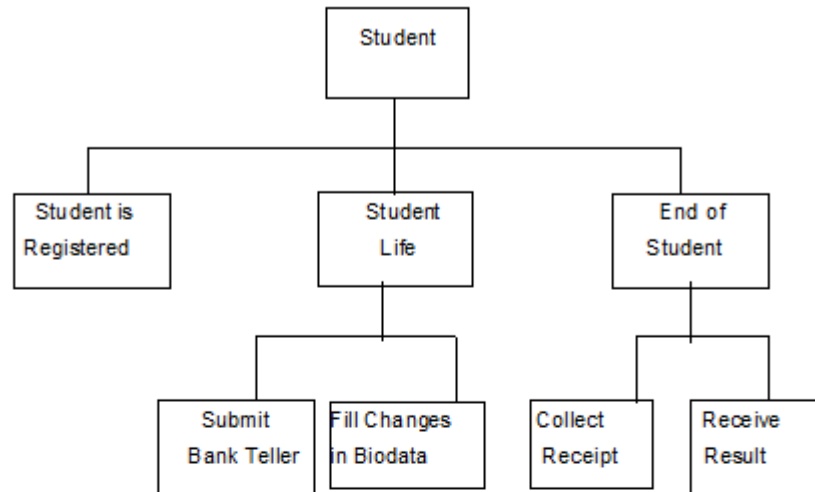 Student
Student is
Registered
Student
Life
End of
Student
Submit
Bank Teller
Fill Changes
in Biodata
Collect
Receipt
Receive
Result